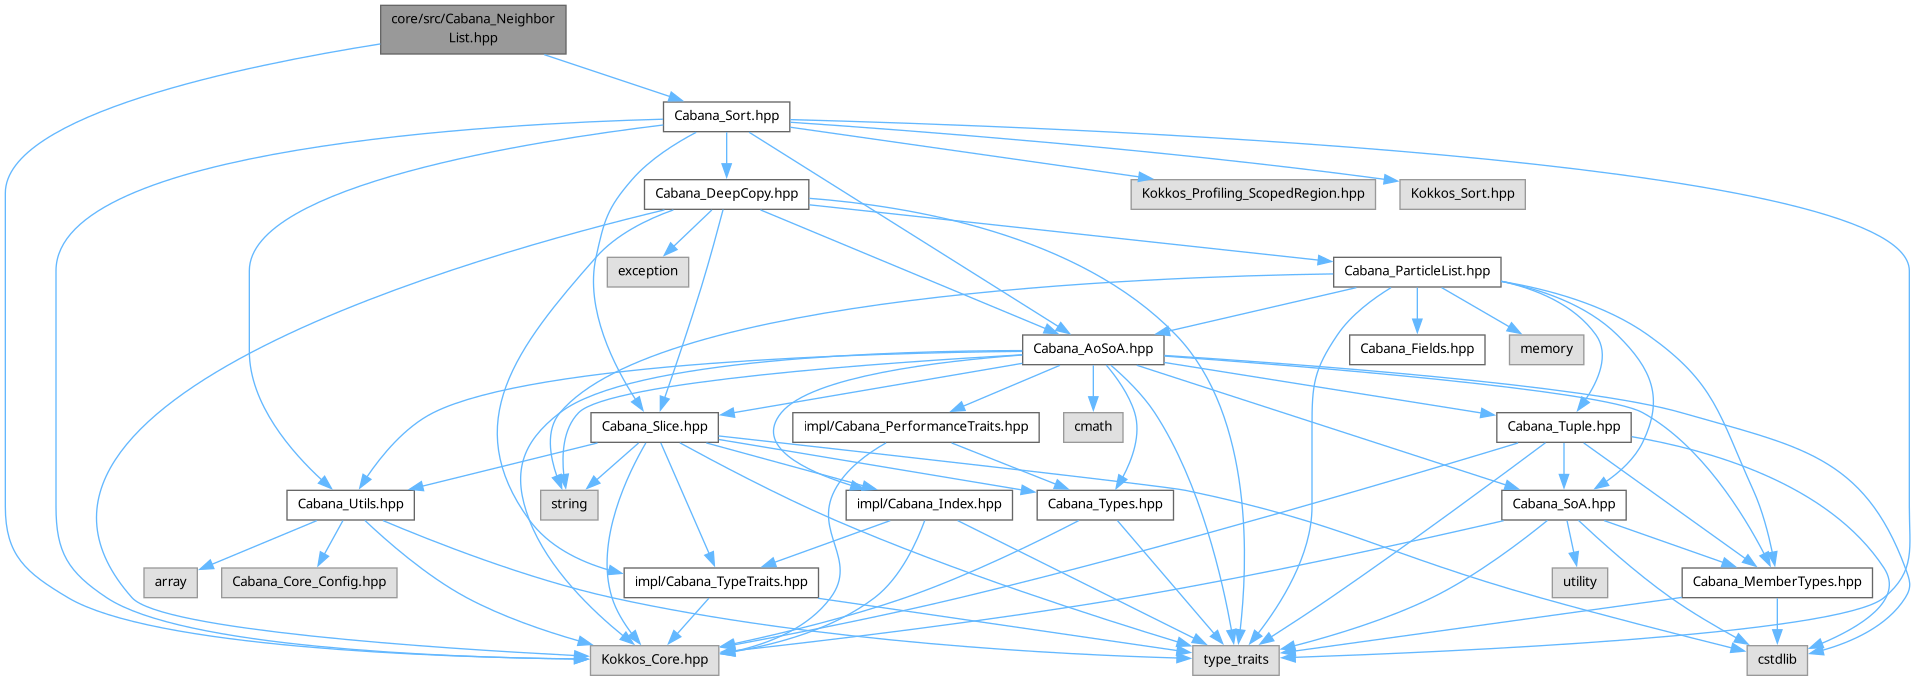 core/src/Cabana_Neighbor
List.hpp
Cabana_Sort.hpp
Cabana_DeepCopy.hpp
Kokkos_Profiling_ScopedRegion.hpp
Kokkos_Sort.hpp
exception
Cabana_ParticleList.hpp
Cabana_AoSoA.hpp
Cabana_Fields.hpp
memory
Cabana_Slice.hpp
impl/Cabana_PerformanceTraits.hpp
cmath
Cabana_Tuple.hpp
Cabana_Utils.hpp
string
impl/Cabana_Index.hpp
Cabana_Types.hpp
Cabana_SoA.hpp
array
Cabana_Core_Config.hpp
impl/Cabana_TypeTraits.hpp
utility
Cabana_MemberTypes.hpp
Kokkos_Core.hpp
type_traits
cstdlib